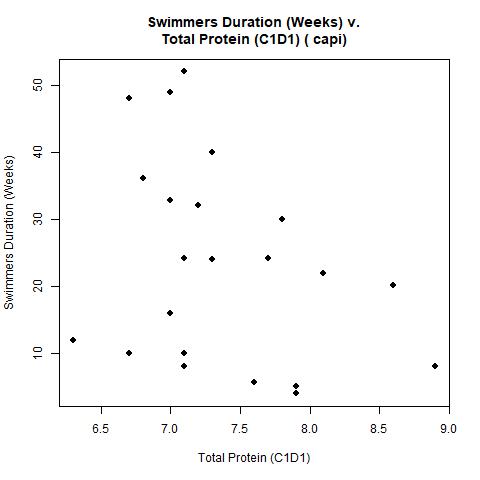 Swimmers Duration (Weeks) v.
Total Protein (C1D1) ( capi)
Swimmers Duration (Weeks)
50
40
30
20
10
6.5
7.0
7.5
8.0
8.5
9.0
Total Protein (C1D1)